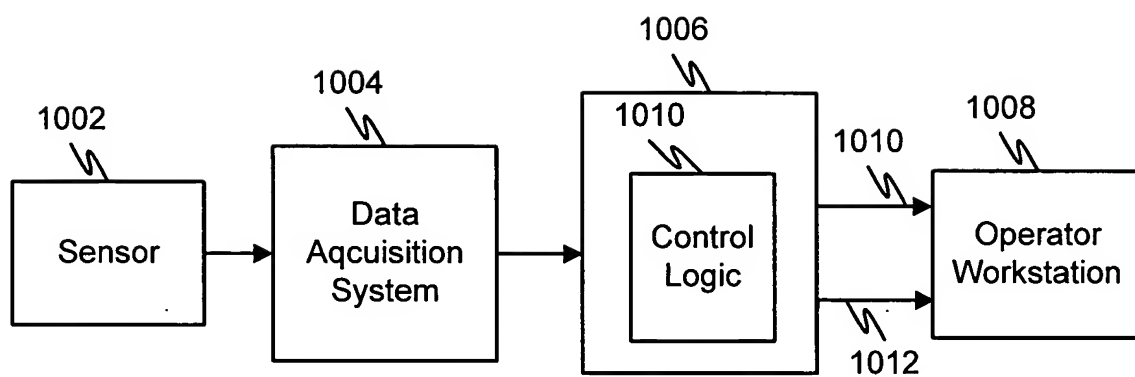 1006
1004
1010
1008
1002
1010
Sensor
Data
Aqcuisition
System
Control
Logic
Operator
Workstation
1012